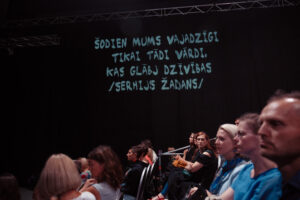 ŠODIEN MUMS VAJADZĪGI
TIKAI TĀDI VĀRDI,
KAS GLĀBJ DZĪVĪBAS
/SERHIJS ŽADANS/